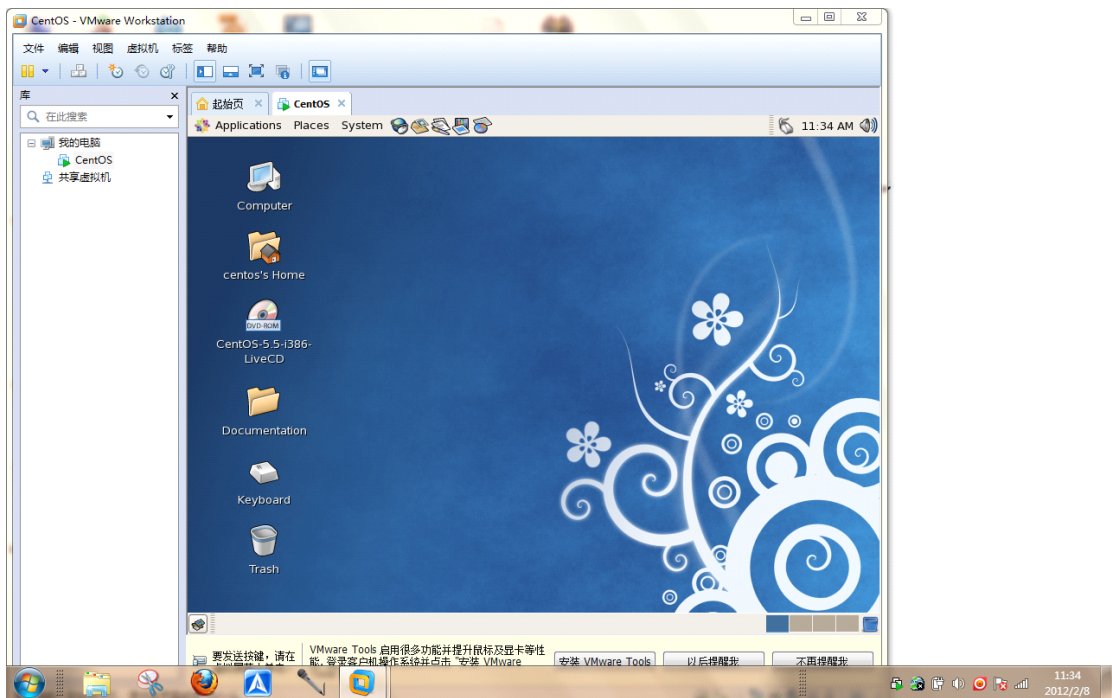 CentOS - VMware Workstation
文件 编辑 视图 虚拟机 标签 帮助
库
在此搜索
我的电脑
CentOS
共享虚拟机
起始页
CentOS
Applications Places System
11:34 AM
Computer
centos's Home
DVD-ROM
CentOS-5.5-i386-
LiveCD
Documentation
Keyboard
Trash
要发送按键，请在
VMware Tools 启用很多功能并提升鼠标及显卡等性
能。登录客户机操作系统并点击 "安装 VMware
安装 VMware Tools
以后提醒我
不再提醒我
11:34
2012/2/8